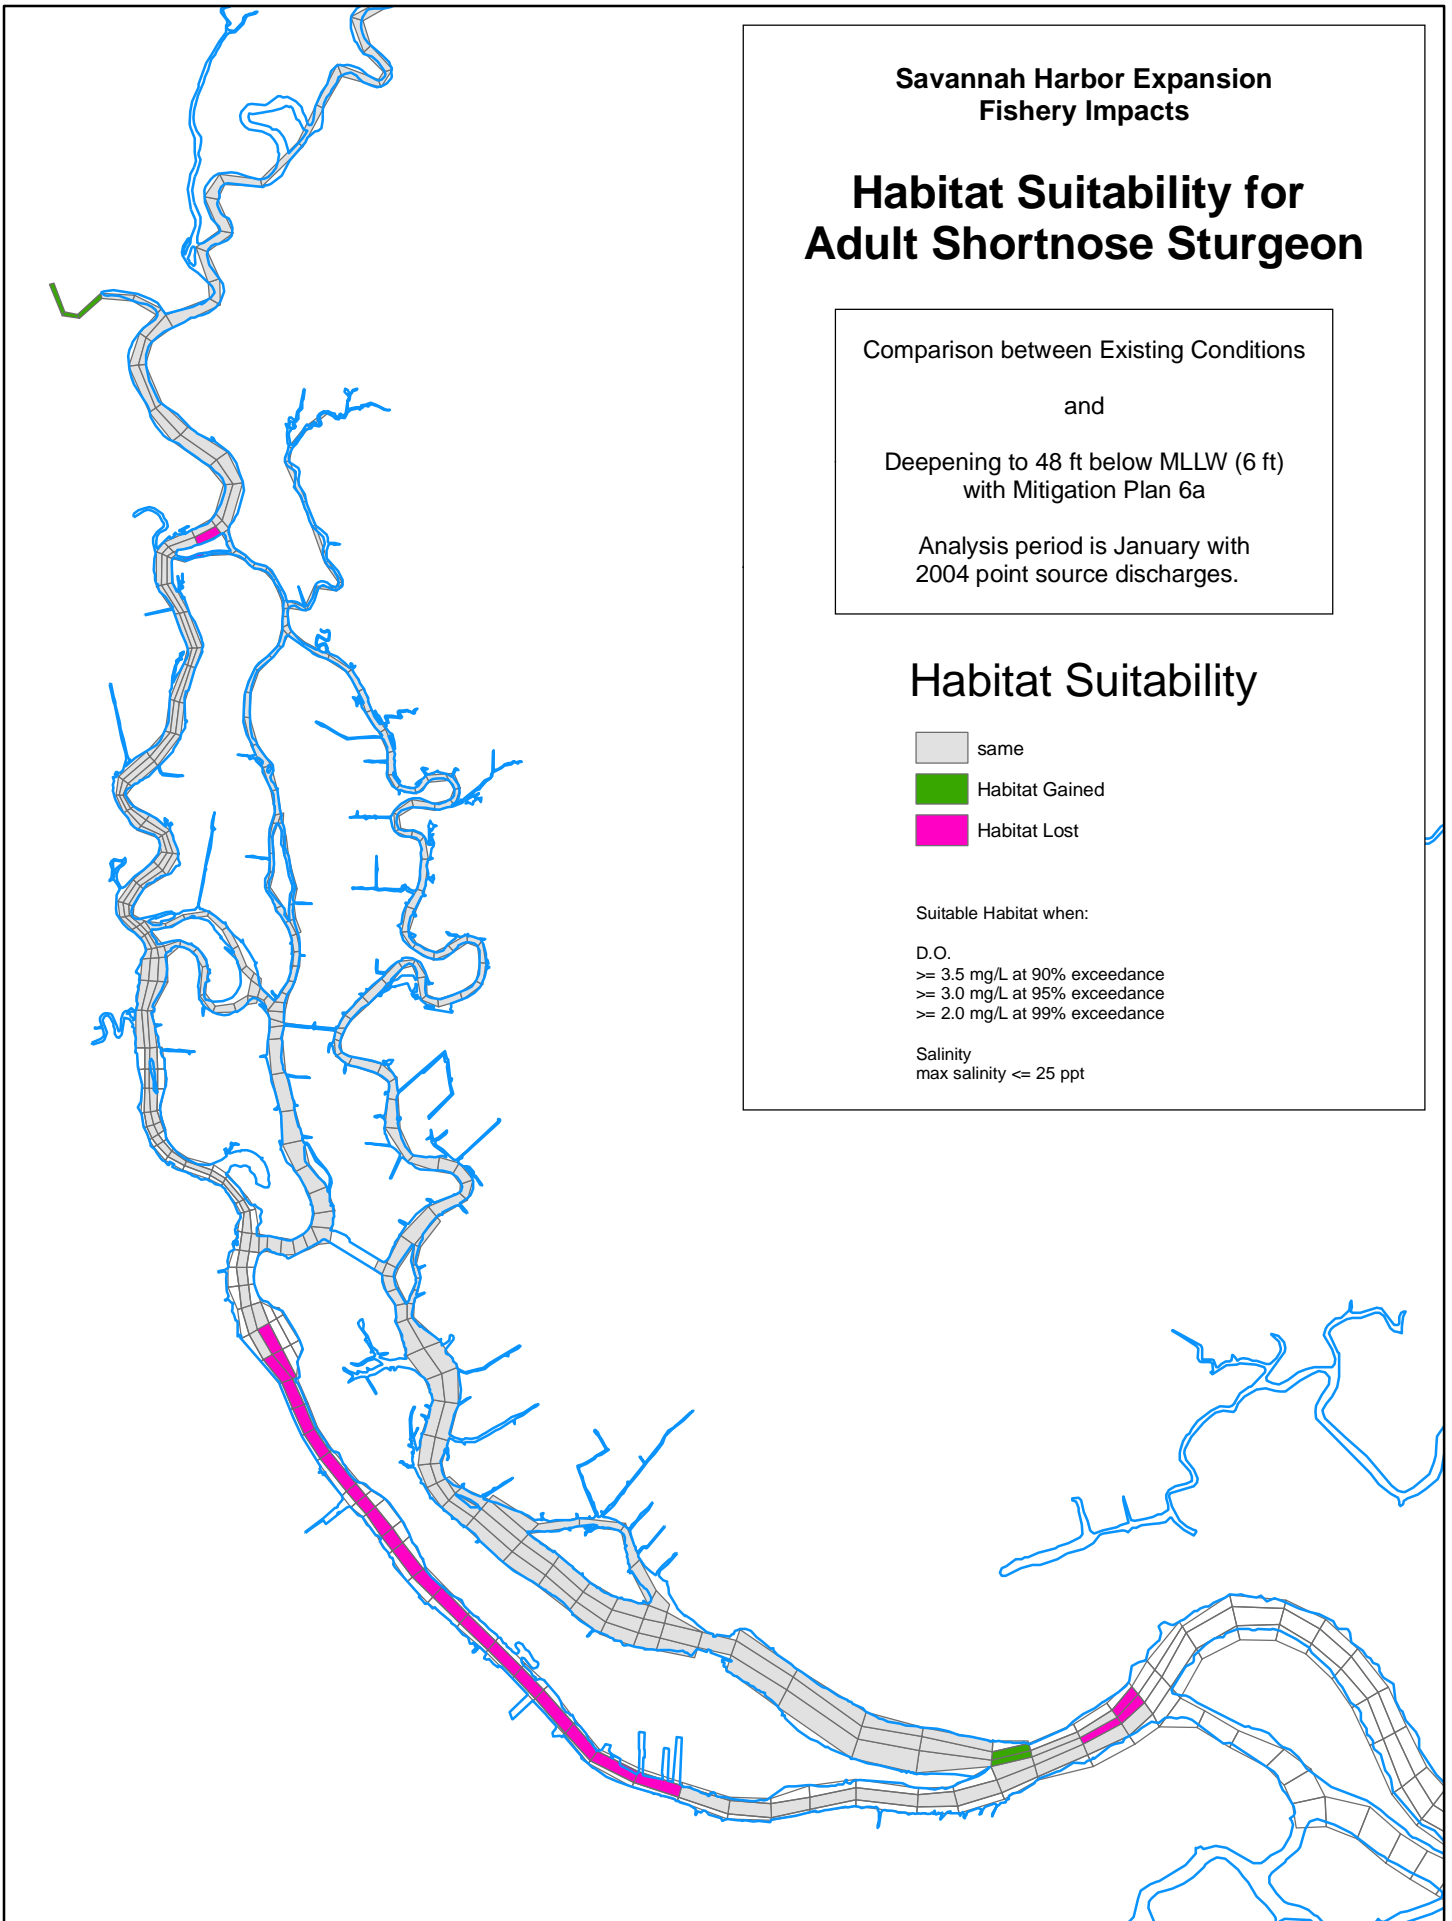 Savannah Harbor Expansion
Fishery Impacts
Habitat Suitability for
Adult Shortnose Sturgeon
Comparison between Existing Conditions
and
Deepening to 48 ft below MLLW (6 ft)
with Mitigation Plan 6a
Analysis period is January with
2004 point source discharges.
Habitat Suitability
same
Habitat Gained
Habitat Lost
Suitable Habitat when:
D.O.
>= 3.5 mg/L at 90% exceedance
>= 3.0 mg/L at 95% exceedance
>= 2.0 mg/L at 99% exceedance
Salinity
max salinity <= 25 ppt